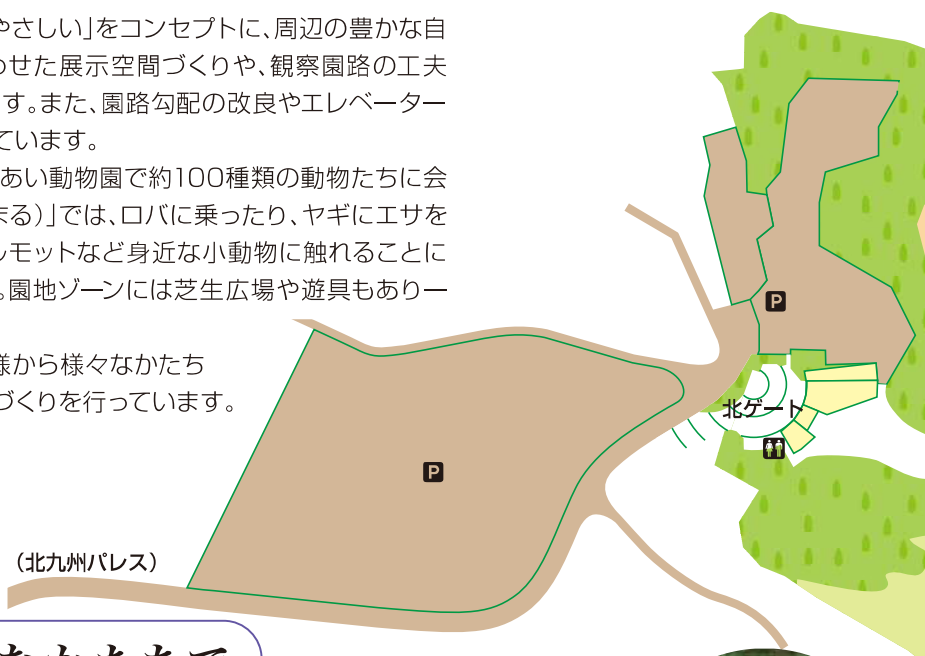 やさしい」をコンセプトに、周辺の豊かな自
わせた展示空間づくりや、観察園路の工夫
す。また、園路勾配の改良やエレベーター
ています。
あい動物園で約100種類の動物たちに会
まる)」では、ロバに乗ったり、ヤギにエサを
ルモットなど身近な小動物に触れることに
。園地ゾーンには芝生広場や遊具もあり一
様から様々なかたち
づくりを行っています。
P
北ゲート
P
(北九州パレス)